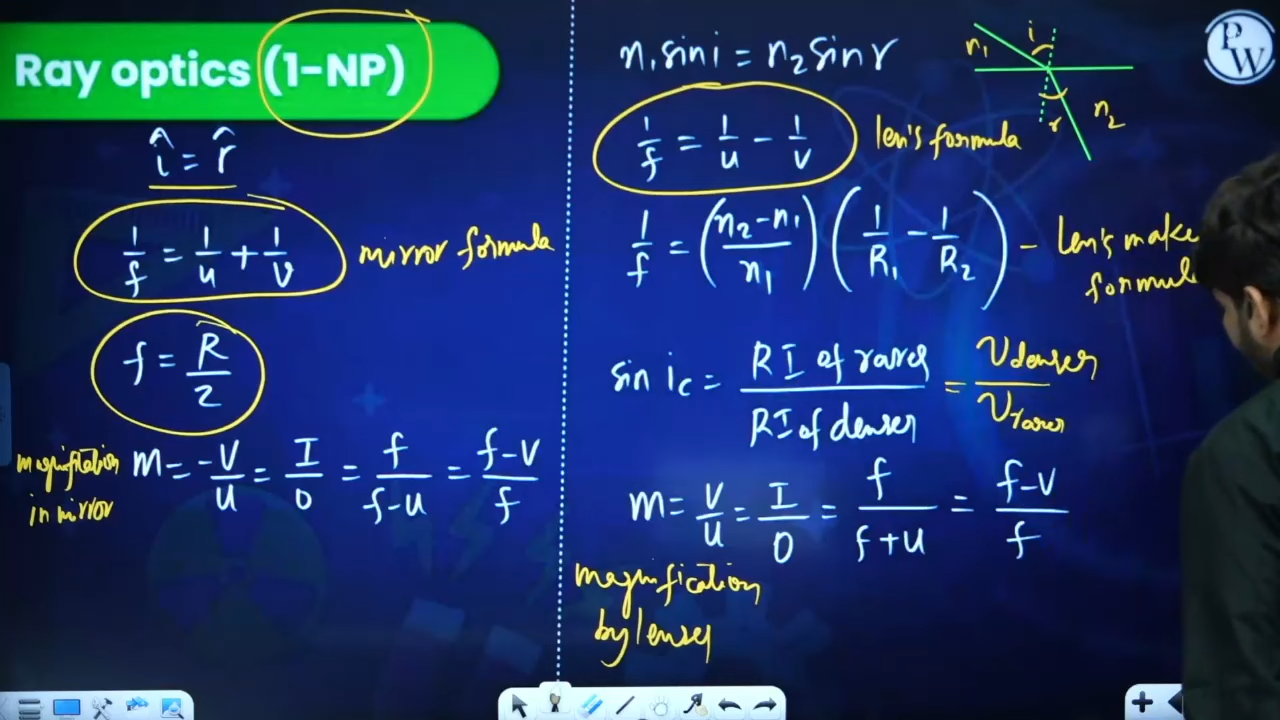 Ray optics (1-NP)
î = r̂
1/f = 1/u + 1/v mirror formula
f = R/2
magnification in mirror m = -v/u = I/O = f/f-u = f-v/f
n₁ sin i = n₂ sin r
n₁ i r n₂
1/f = 1/u - 1/v len's formula
1/f = (n₂-n₁/n₁) (1/R₁ - 1/R₂) - Len's make
formul
sin i_c = RI of rarer/RI of denser = v denser/v rarer
m = v/u = I/O = f/f+u = f-v/f
magnification
by lenses
PW